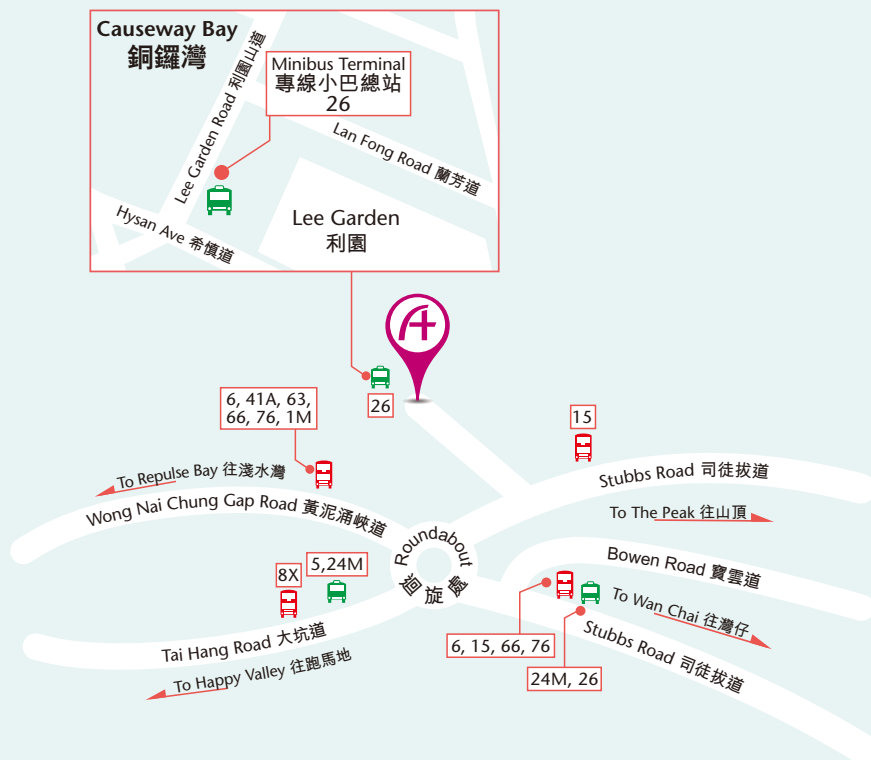 Causeway Bay
銅鑼灣
Minibus Terminal
專線小巴總站
26
Lee Garden Road 利園山道
Lan Fong Road 蘭芳道
Hysan Ave 希慎道
Lee Garden
利園
26
6, 41A, 63,
66, 76, 1M
15
To Repulse Bay 往淺水灣
Wong Nai Chung Gap Road 黃泥涌峽道
Stubbs Road 司徒拔道
To The Peak 往山頂
Roundabout
迴旋處
Bowen Road 寶雲道
8X
5,24M
To Wan Chai 往灣仔
Stubbs Road 司徒拔道
Tai Hang Road 大坑道
To Happy Valley 往跑馬地
6, 15, 66, 76
24M, 26